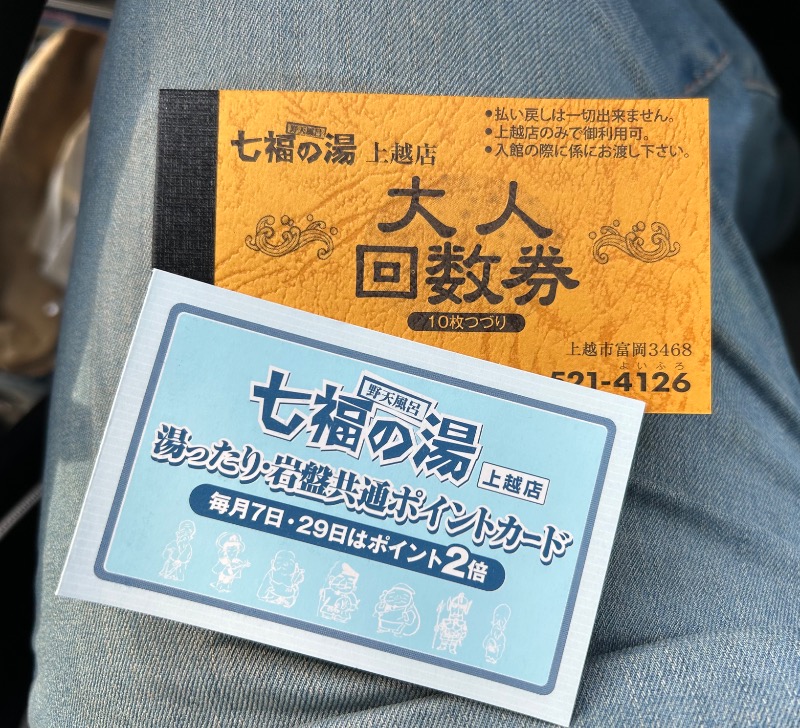 野天風呂
七福の湯 上越店
●払い戻しは一切出来ません。
●上越店のみで御利用可。
●入館の際に係にお渡し下さい。
大人
回数券
10枚つづり
上越市富岡3468
よいふろ
521-4126
野天風呂
七福の湯 上越店
湯ったり・岩盤共通ポイントカード
毎月7日・29日はポイント2倍